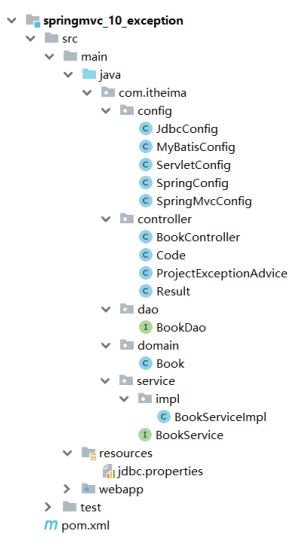 springmvc_10_exception
src
main
java
com.itheima
config
JdbcConfig
MyBatisConfig
ServletConfig
SpringConfig
SpringMvcConfig
controller
BookController
Code
ProjectExceptionAdvice
Result
dao
BookDao
domain
Book
service
impl
BookServiceImpl
BookService
resources
jdbc.properties
webapp
test
pom.xml